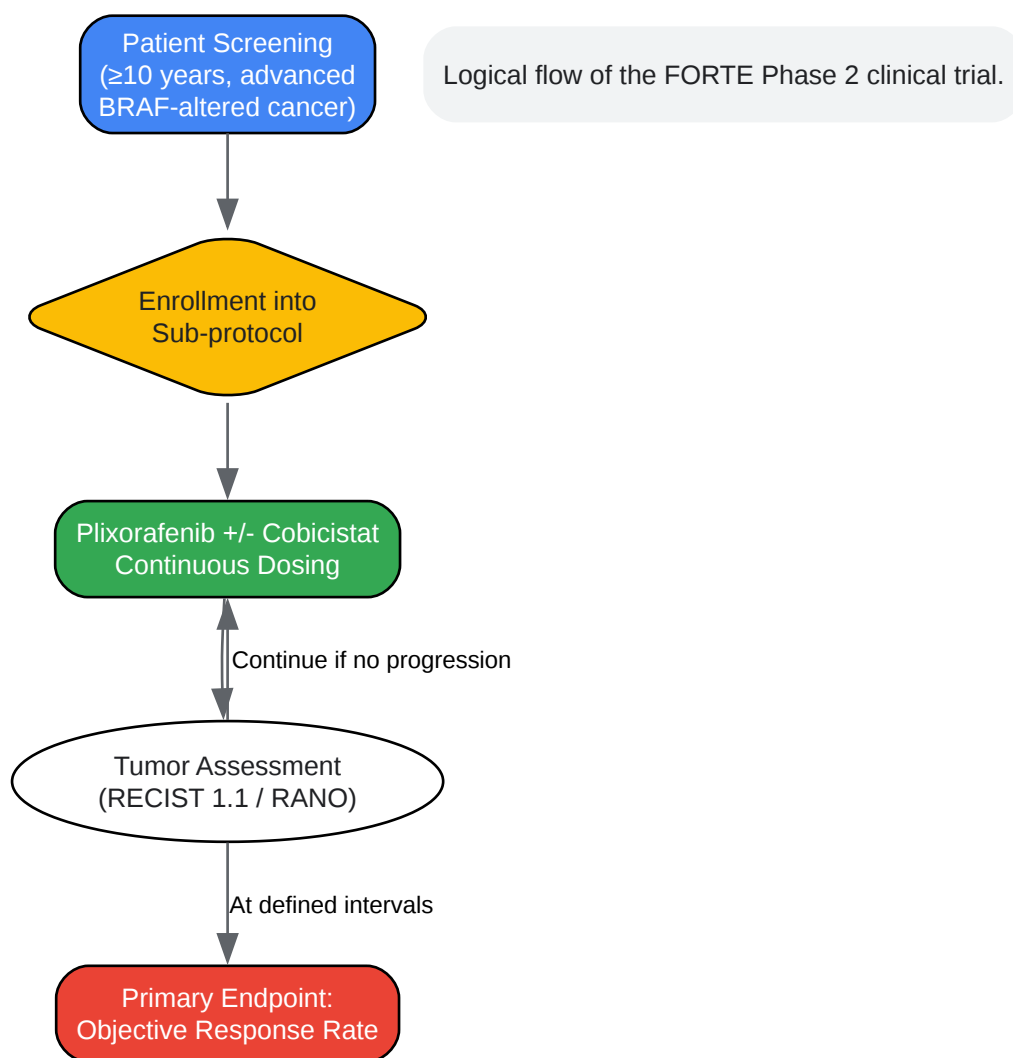 Patient Screening
(≥10 years, advanced
BRAF-altered cancer)
Logical flow of the FORTE Phase 2 clinical trial.
Enrollment into
Sub-protocol
Plixorafenib +/- Cobicistat
Continuous Dosing
Continue if no progression
Tumor Assessment
(RECIST 1.1 / RANO)
At defined intervals
Primary Endpoint:
Objective Response Rate